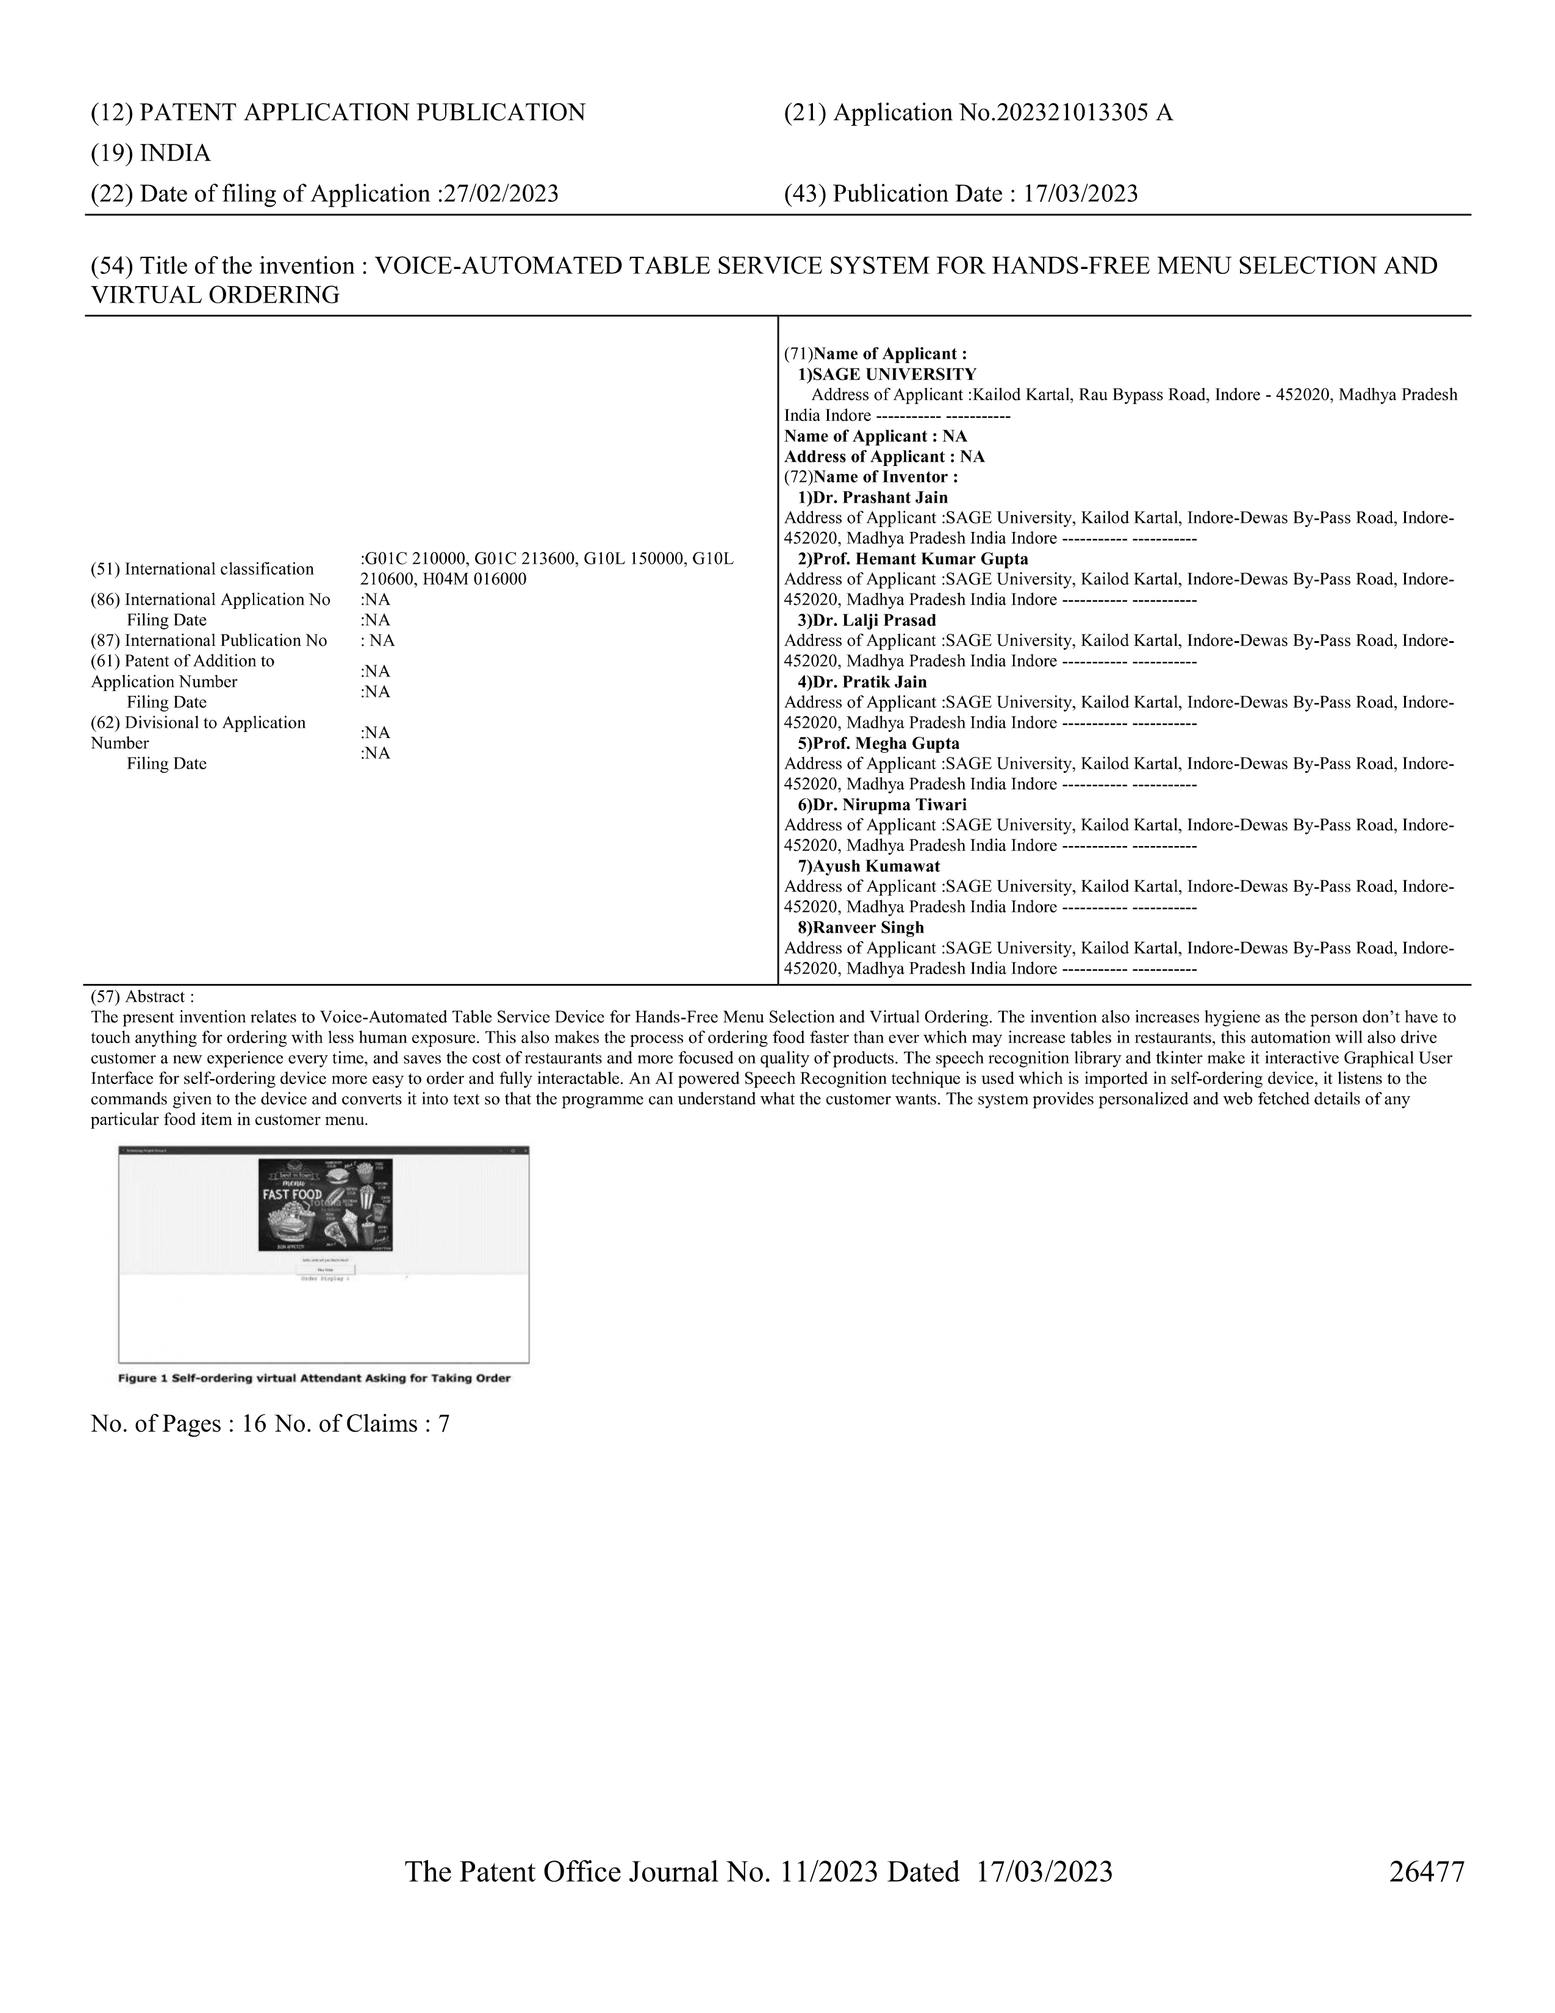 (12) PATENT APPLICATION PUBLICATION
(21) Application No.202321013305 A
(19) INDIA
(22) Date of filing of Application :27/02/2023
(43) Publication Date : 17/03/2023
(54) Title of the invention : VOICE-AUTOMATED TABLE SERVICE SYSTEM FOR HANDS-FREE MENU SELECTION AND
VIRTUAL ORDERING
(51) International classification
:G01C 210000, G01C 213600, G10L 150000, G10L
210600, H04M 016000
(86) International Application No :NA
Filing Date :NA
(87) International Publication No : NA
(61) Patent of Addition to
Application Number :NA
Filing Date :NA
(62) Divisional to Application
Number :NA
Filing Date :NA
(71)Name of Applicant :
1)SAGE UNIVERSITY
Address of Applicant :Kailod Kartal, Rau Bypass Road, Indore - 452020, Madhya Pradesh
India Indore ----------- -----------
Name of Applicant : NA
Address of Applicant : NA
(72)Name of Inventor :
1)Dr. Prashant Jain
Address of Applicant :SAGE University, Kailod Kartal, Indore-Dewas By-Pass Road, Indore-
452020, Madhya Pradesh India Indore ----------- -----------
2)Prof. Hemant Kumar Gupta
Address of Applicant :SAGE University, Kailod Kartal, Indore-Dewas By-Pass Road, Indore-
452020, Madhya Pradesh India Indore ----------- -----------
3)Dr. Lalji Prasad
Address of Applicant :SAGE University, Kailod Kartal, Indore-Dewas By-Pass Road, Indore-
452020, Madhya Pradesh India Indore ----------- -----------
4)Dr. Pratik Jain
Address of Applicant :SAGE University, Kailod Kartal, Indore-Dewas By-Pass Road, Indore-
452020, Madhya Pradesh India Indore ----------- -----------
5)Prof. Megha Gupta
Address of Applicant :SAGE University, Kailod Kartal, Indore-Dewas By-Pass Road, Indore-
452020, Madhya Pradesh India Indore ----------- -----------
6)Dr. Nirupma Tiwari
Address of Applicant :SAGE University, Kailod Kartal, Indore-Dewas By-Pass Road, Indore-
452020, Madhya Pradesh India Indore ----------- -----------
7)Ayush Kumawat
Address of Applicant :SAGE University, Kailod Kartal, Indore-Dewas By-Pass Road, Indore-
452020, Madhya Pradesh India Indore ----------- -----------
8)Ranveer Singh
Address of Applicant :SAGE University, Kailod Kartal, Indore-Dewas By-Pass Road, Indore-
452020, Madhya Pradesh India Indore ----------- -----------
(57) Abstract :
The present invention relates to Voice-Automated Table Service Device for Hands-Free Menu Selection and Virtual Ordering. The invention also increases hygiene as the person don’t have to
touch anything for ordering with less human exposure. This also makes the process of ordering food faster than ever which may increase tables in restaurants, this automation will also drive
customer a new experience every time, and saves the cost of restaurants and more focused on quality of products. The speech recognition library and tkinter make it interactive Graphical User
Interface for self-ordering device more easy to order and fully interactable. An AI powered Speech Recognition technique is used which is imported in self-ordering device, it listens to the
commands given to the device and converts it into text so that the programme can understand what the customer wants. The system provides personalized and web fetched details of any
particular food item in customer menu.
menu
FAST FOOD
BON APPETIT!
Order Display :
Figure 1 Self-ordering virtual Attendant Asking for Taking Order
No. of Pages : 16 No. of Claims : 7
The Patent Office Journal No. 11/2023 Dated 17/03/2023
26477